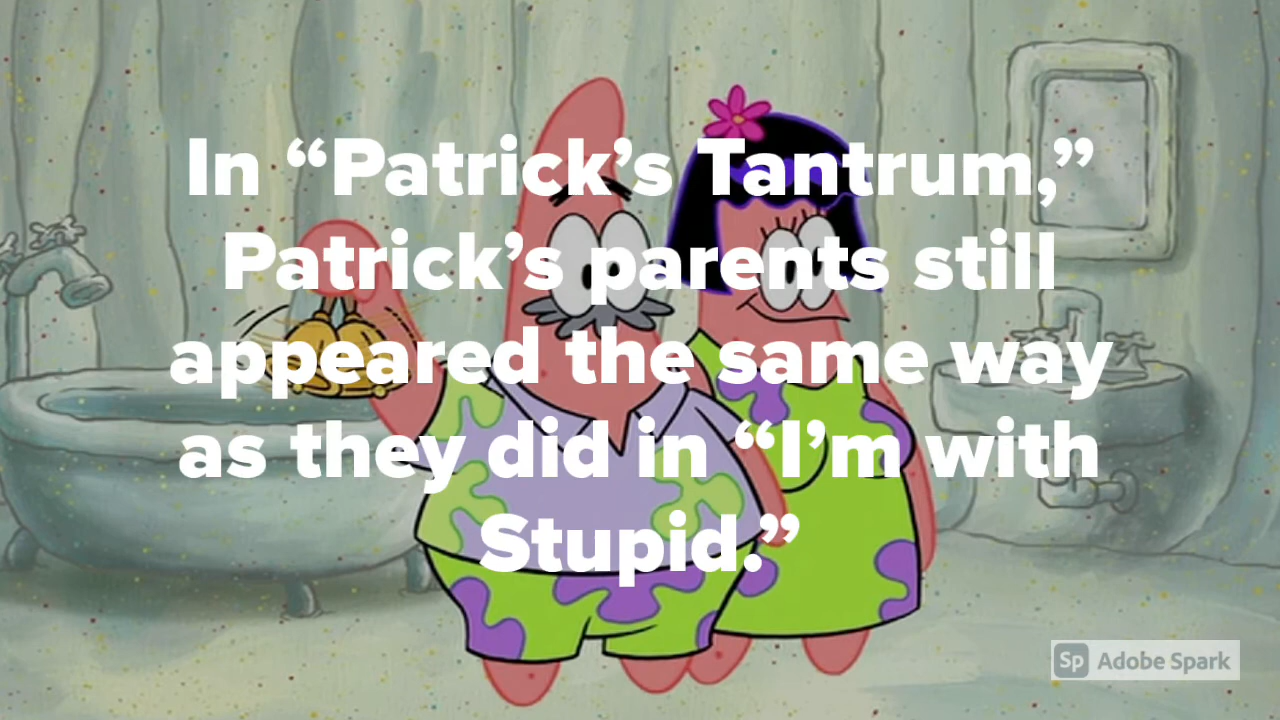 In “Patrick’s Tantrum,”
Patrick’s parents still
appeared the same way
as they did in “I’m with
Stupid.”
Sp Adobe Spark